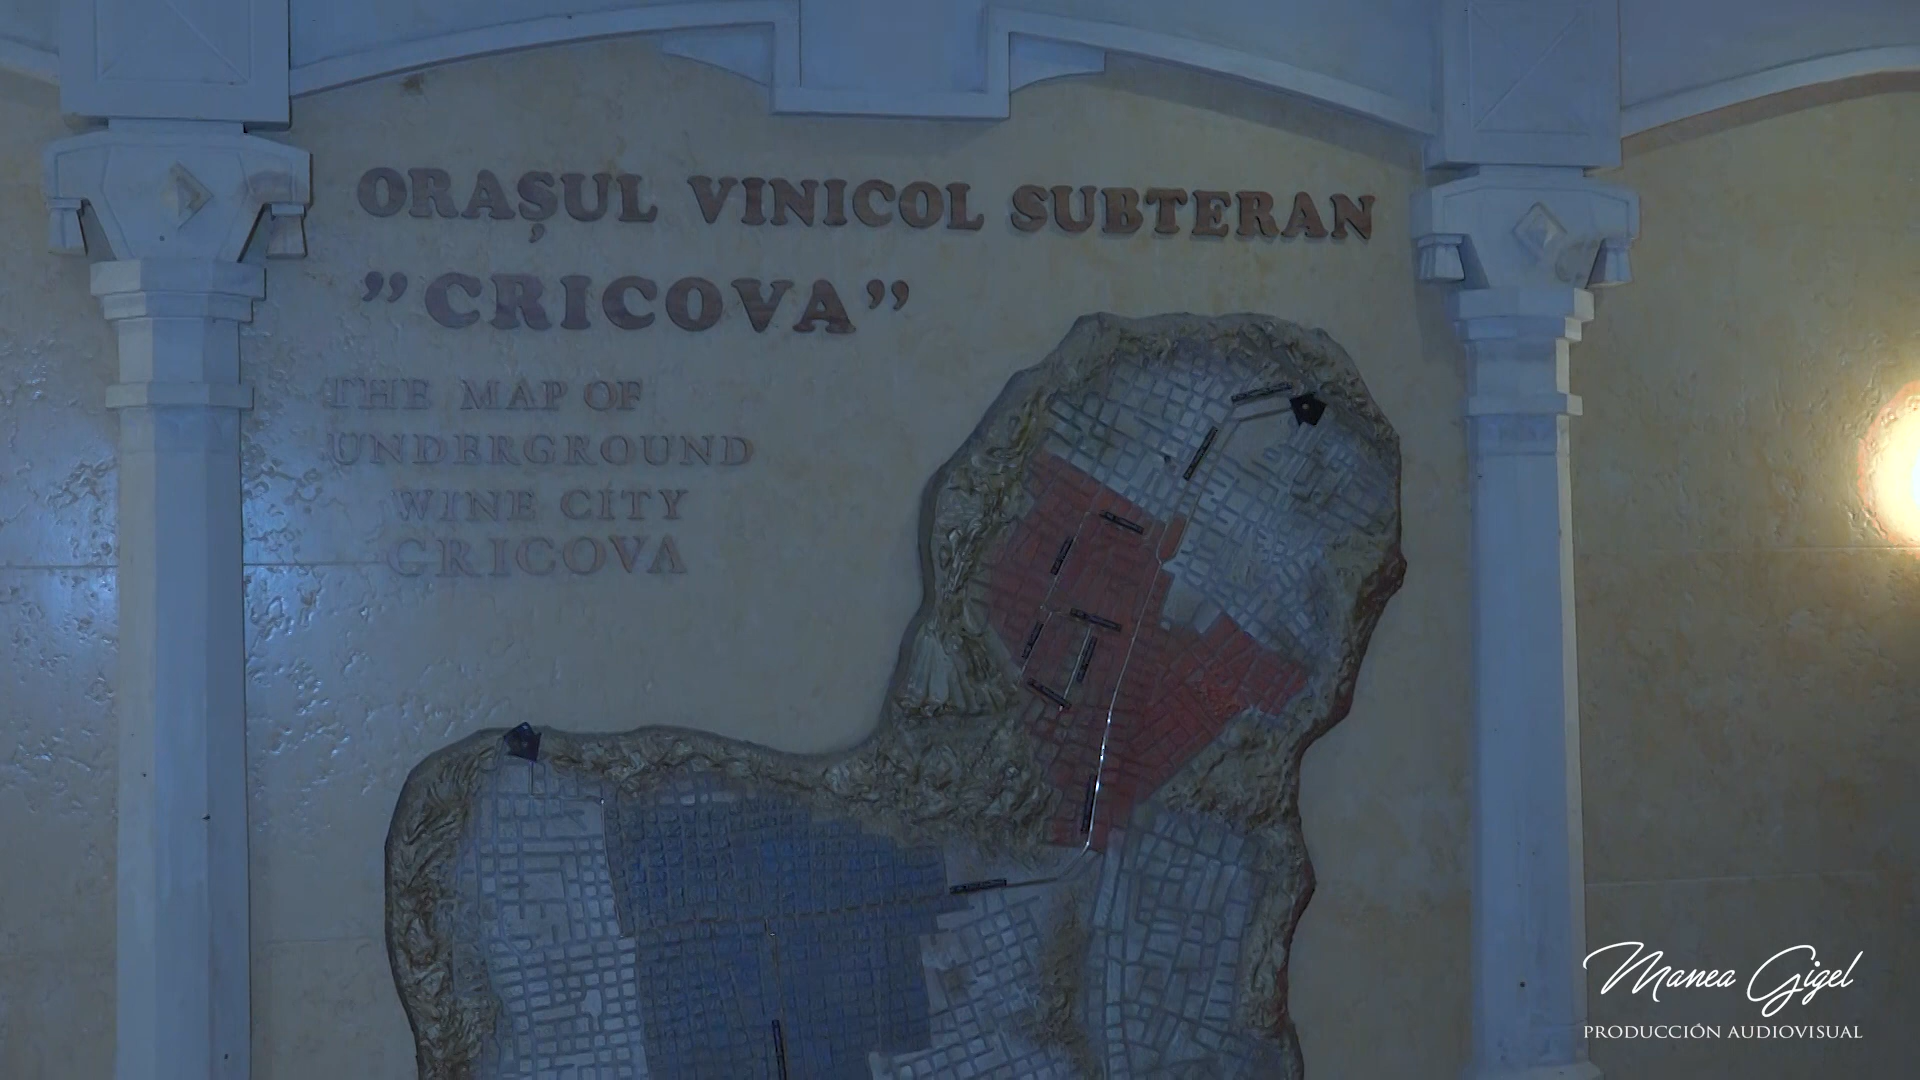 ORAȘUL VINICOL SUBTERAN
”CRICOVA”
THE MAP OF
UNDERGROUND
WINE CITY
CRICOVA
Manea Gigel
PRODUCCIÓN AUDIOVISUAL